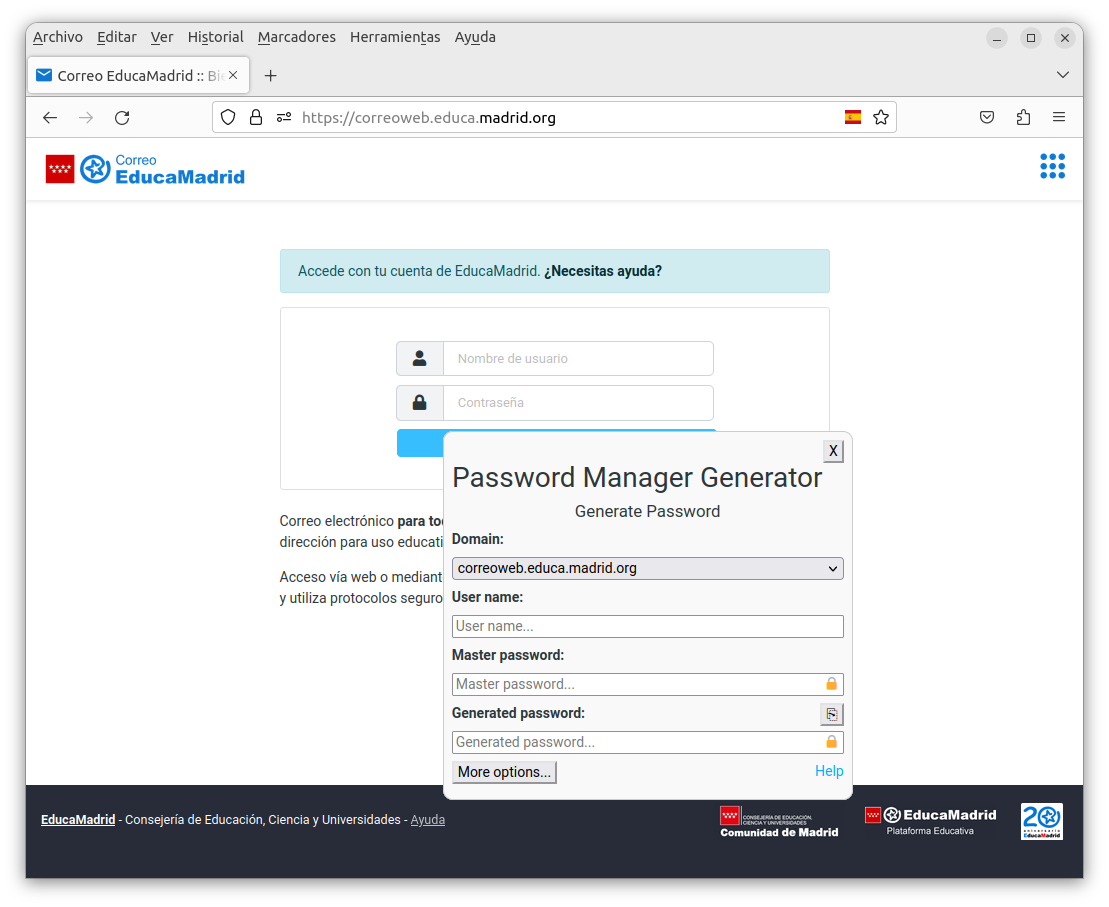 Archivo Editar Ver Historial Marcadores Herramientas Ayuda
Correo EducaMadrid :: Bie
https://correoweb.educa.madrid.org
Correo
EducaMadrid
Accede con tu cuenta de EducaMadrid. ¿Necesitas ayuda?
Nombre de usuario
Contraseña
X
Password Manager Generator
Generate Password
Domain:
correoweb.educa.madrid.org
User name:
User name...
Master password:
Master password...
Generated password:
Generated password...
More options...
Help
Correo electrónico para to
dirección para uso educati
Acceso vía web o mediant
y utiliza protocolos seguro
EducaMadrid - Consejería de Educación, Ciencia y Universidades - Ayuda
CONSEJERÍA DE EDUCACIÓN,
CIENCIA Y UNIVERSIDADES
Comunidad de Madrid
EducaMadrid
Plataforma Educativa
20
aniversario
EducaMadrid